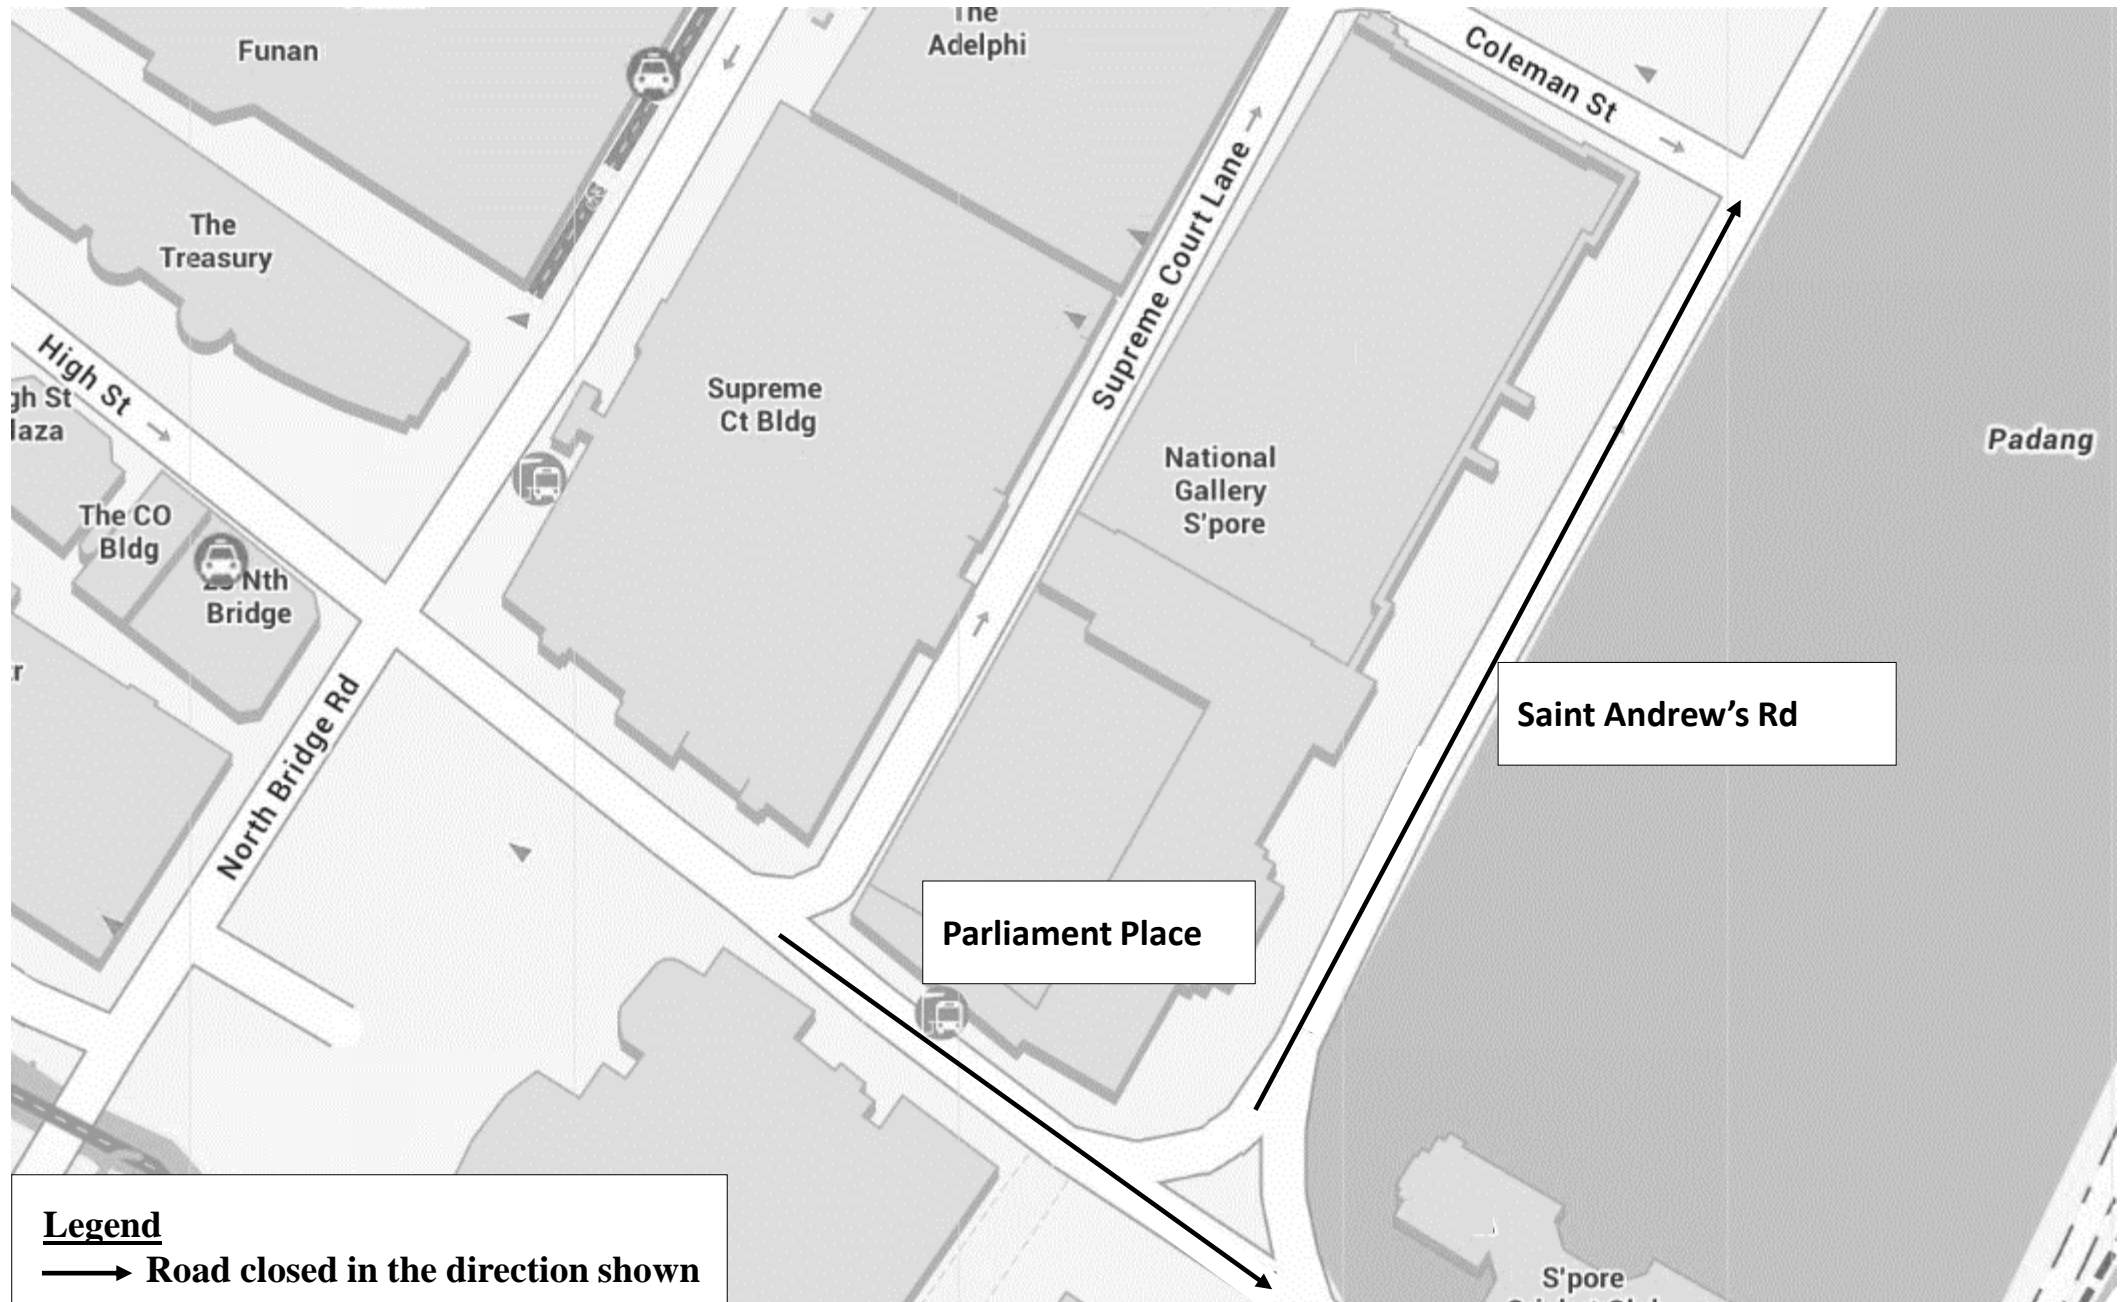 Funan
The
Adelphi
Coleman St
The
Treasury
Supreme Court Lane
High St
gh St
laza
Supreme
Ct Bldg
National
Gallery
S'pore
Padang
The CO
Bldg
Nth
Bridge
North Bridge Rd
Saint Andrew's Rd
Parliament Place
Legend
Road closed in the direction shown
S'pore